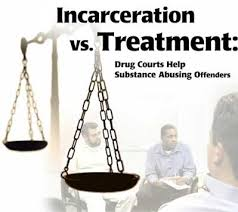 Incarceration
vs. Treatment:
Drug Courts Help
Substance Abusing Offenders